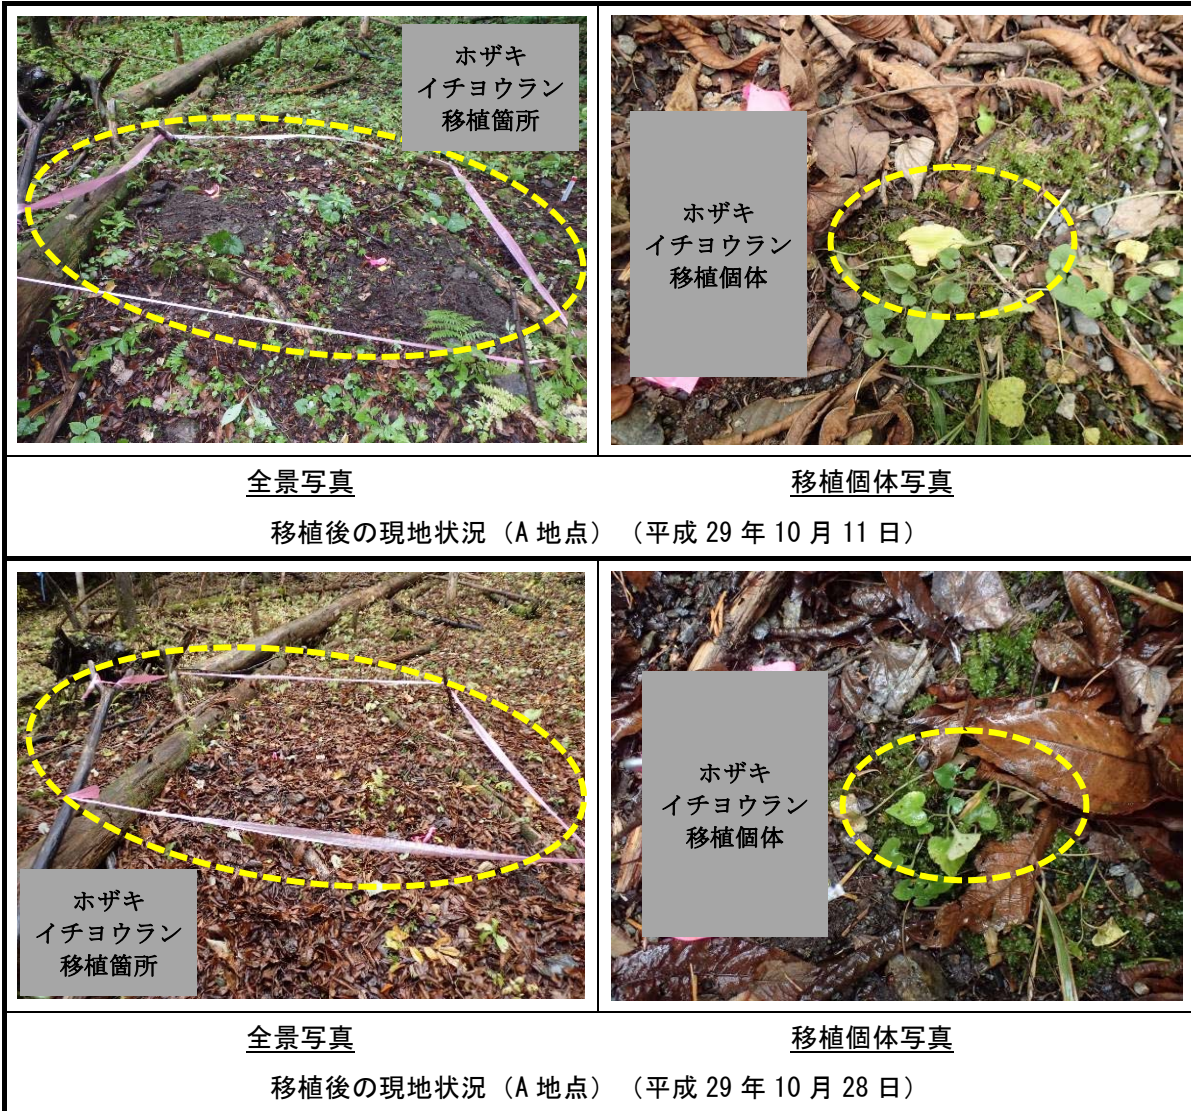 ホザキ
イチョウラン
移植箇所
ホザキ
イチョウラン
移植個体
全景写真
移植個体写真
移植後の現地状況（A 地点）（平成 29 年 10 月 11 日）
ホザキ
イチョウラン
移植箇所
ホザキ
イチョウラン
移植個体
全景写真
移植個体写真
移植後の現地状況（A 地点）（平成 29 年 10 月 28 日）